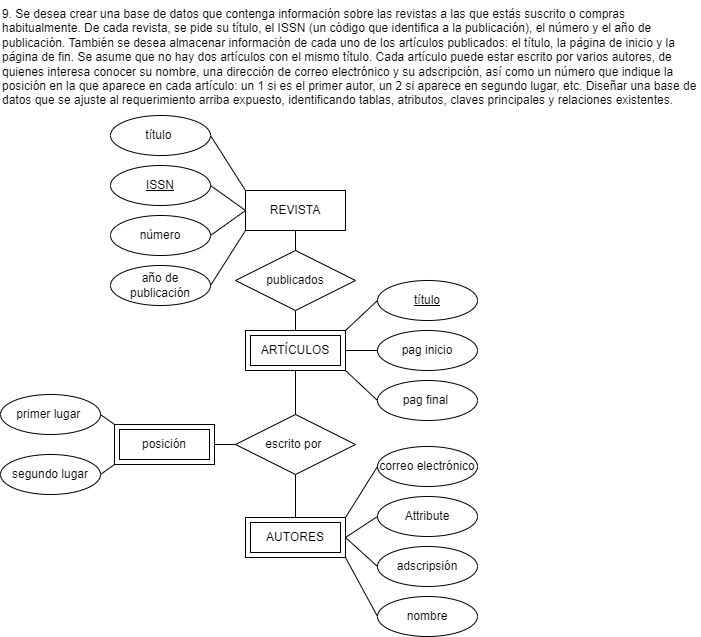 9. Se desea crear una base de datos que contenga información sobre las revistas a las que estás suscrito o compras
habitualmente. De cada revista, se pide su título, el ISSN (un código que identifica a la publicación), el número y el año de
publicación. También se desea almacenar información de cada uno de los artículos publicados: el título, la página de inicio y la
página de fin. Se asume que no hay dos artículos con el mismo título. Cada artículo puede estar escrito por varios autores, de
quienes interesa conocer su nombre, una dirección de correo electrónico y su adscripción, así como un número que indique la
posición en la que aparece en cada artículo: un 1 si es el primer autor, un 2 si aparece en segundo lugar, etc. Diseñar una base de
datos que se ajuste al requerimiento arriba expuesto, identificando tablas, atributos, claves principales y relaciones existentes.
título
ISSN
REVISTA
número
año de
publicación
publicados
título
ARTÍCULOS
pag inicio
pag final
primer lugar
posición
escrito por
segundo lugar
correo electrónico
Attribute
AUTORES
adscripsión
nombre